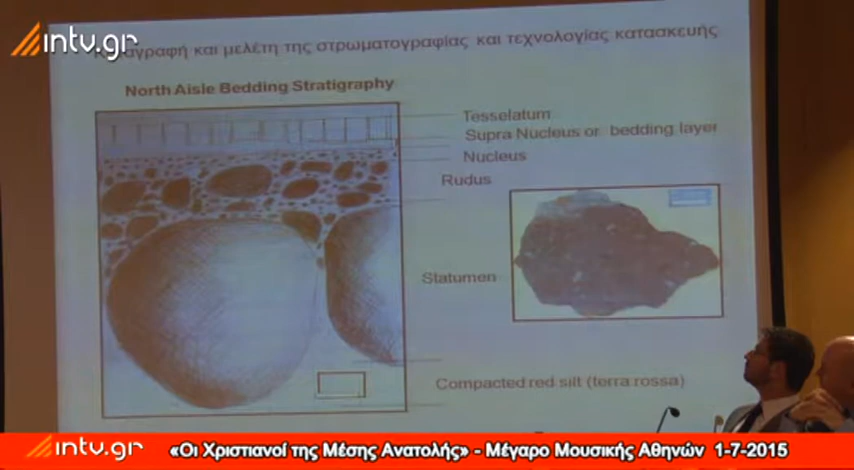 intv.gr
καταγραφή και μελέτη της στρωματογραφίας και τεχνολογίας κατασκευής
North Aisle Bedding Stratigraphy
Tesselatum
Supra Nucleus or bedding layer
Nucleus
Rudus
Statumen
Compacted red silt (terra rossa)
intv.gr «Οι Χριστιανοί της Μέσης Ανατολής» - Μέγαρο Μουσικής Αθηνών 1-7-2015